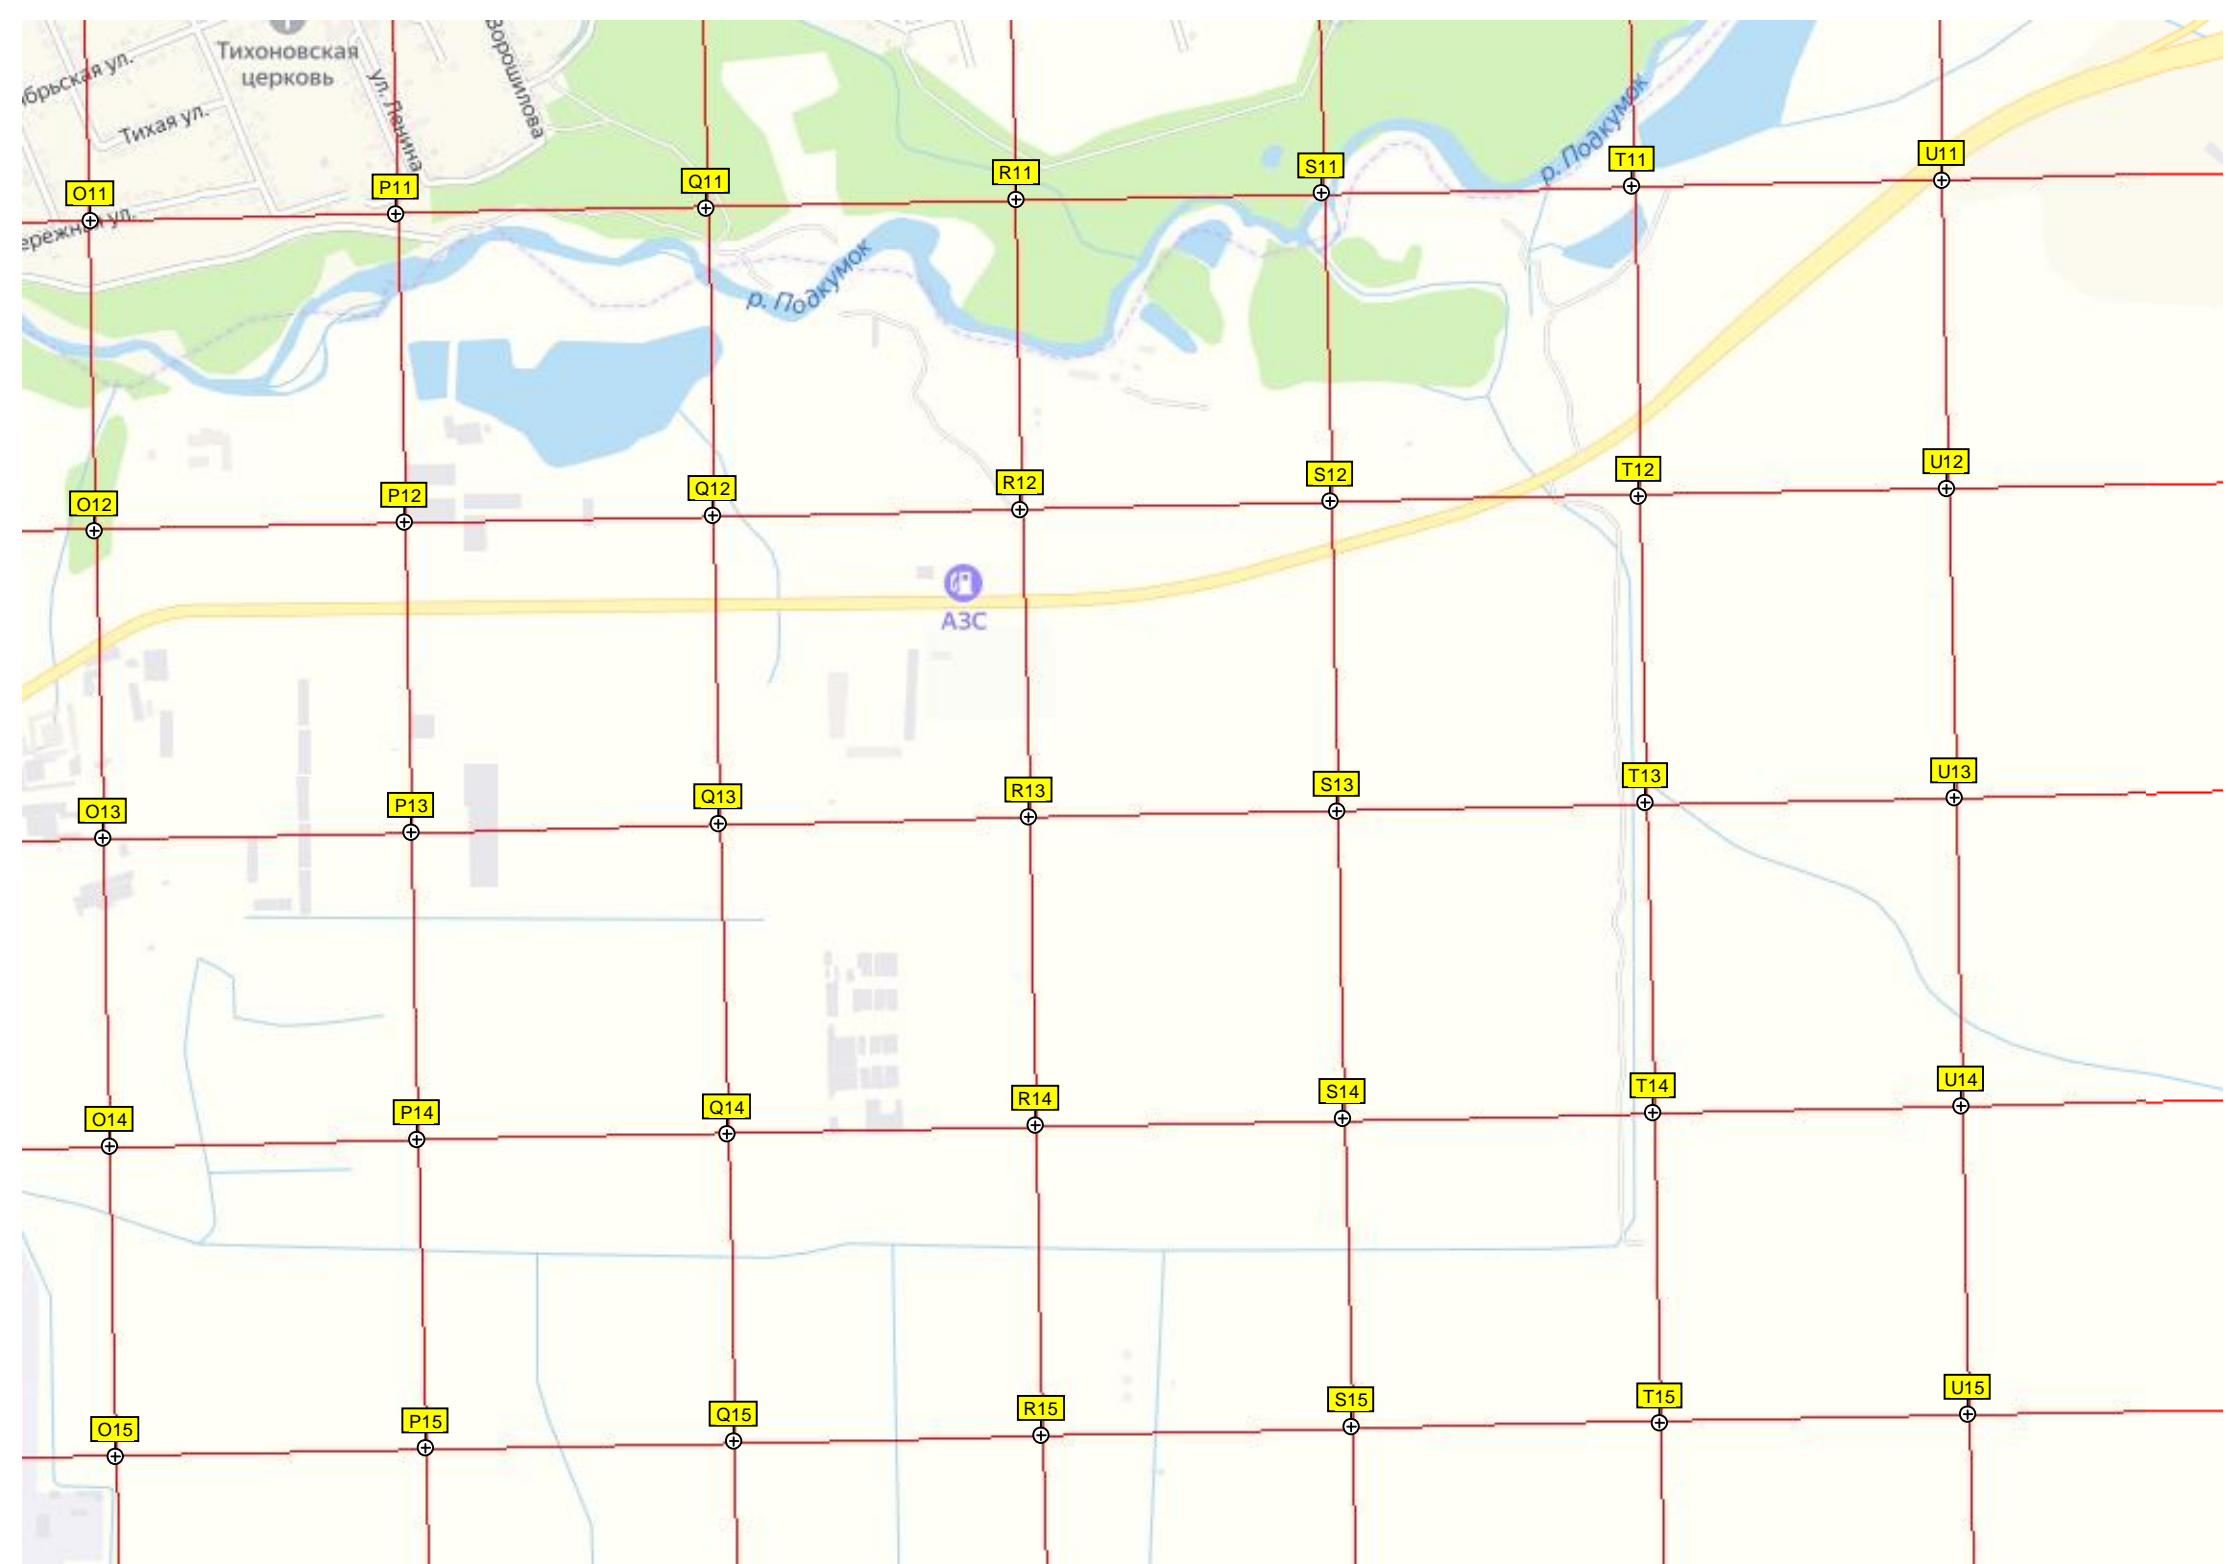 Тихоновская
церковь
ул. Ленина
Ворошилова
Тихая ул.
р. Подкумок
O11
P11
Q11
R11
S11
T11
U11
р. Подкумок
O12
P12
Q12
R12
S12
T12
U12
АЗС
O13
P13
Q13
R13
S13
T13
U13
O14
P14
Q14
R14
S14
T14
U14
O15
P15
Q15
R15
S15
T15
U15